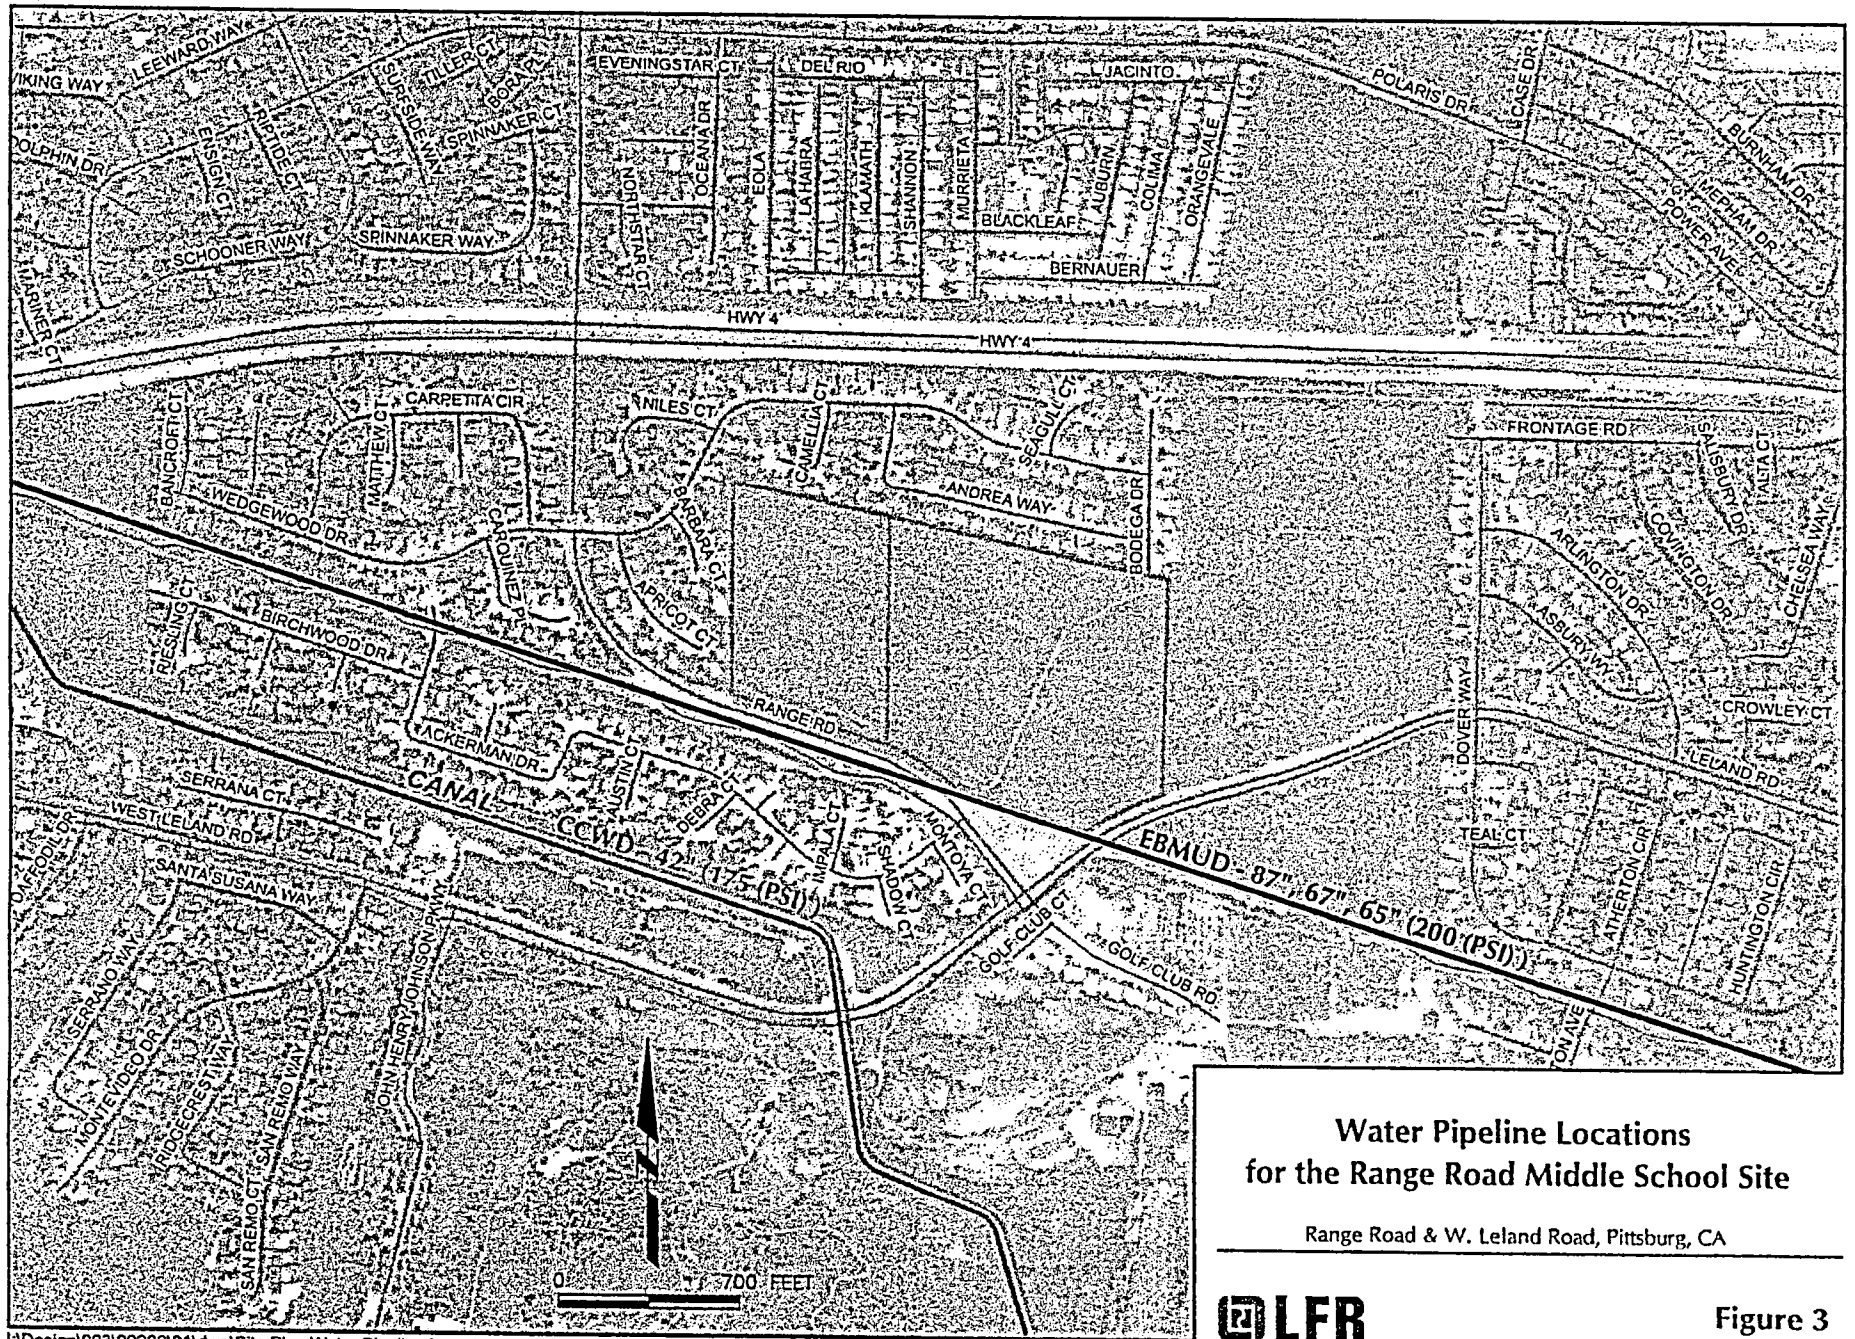 LEEWARD WAY
VIKING WAY
TILLER CT
BORA PL
SURFSIDE WAY
SPINNAKER CT
RIPTIDE CT
ENSIGN CT
DOLPHIN DR
SCHOONER WAY
SPINNAKER WAY
MARINER CT
EVENINGSTAR CT
DEL RIO
JACINTO
OCEANA DR
NORTHSTAR CT
EOLA
LA HABRA
KLAMATH
SHANNON
MURRIETA
AUBURN
COLIMA
ORANGEVALE
BLACKLEAF
BERNAUER
POLARIS DR
CASE DR
BURNHAM DR
MEPHAM DR
POWER AVE
HWY 4
HWY 4
BANCROFT CT
MATTHEW CT
CARPETTA CIR
NILES CT
CAMELLIA CT
SEAGULL CT
FRONTAGE RD
SALISBURY DR
ALTA CT
WEDGEWOOD DR
BARBARA CT
ANDREA WAY
BODEGA DR
CARQUINEZ P
ARLINGTON DR
COVINGTON DR
CHELSEA WAY
APRICOT CT
ASBURY WY
RIESLING CT
BIRCHWOOD DR
RANGE RD
DOVER WAY
CROWLEY CT
LELAND RD
ACKERMAN DR
AUSTIN CT
CANAL
SERRANA CT
WEST LELAND RD
DEBRA CT
IMPALA CT
SHADOW CT
MONTOYA CT
CCWD - 42" (175 (PSI) )
EBMUD - 87", 67", 65" (200 (PSI) )
TEAL CT
ATHERTON CIR
HUNTINGTON CIR
DAFFODIL DR
SANTA SUSANA WAY
GOLF CLUB CT
GOLF CLUB RD
SERRANO WAY
JOHN HENRY JOHNSON PKWY
MONTEVIDEO DR
RIDGECREST WAY
SAN REMO WAY
SAN REMO CT
TON AVE
0 700 FEET
Water Pipeline Locations
for the Range Road Middle School Site
Range Road & W. Leland Road, Pittsburg, CA
LFR
Figure 3